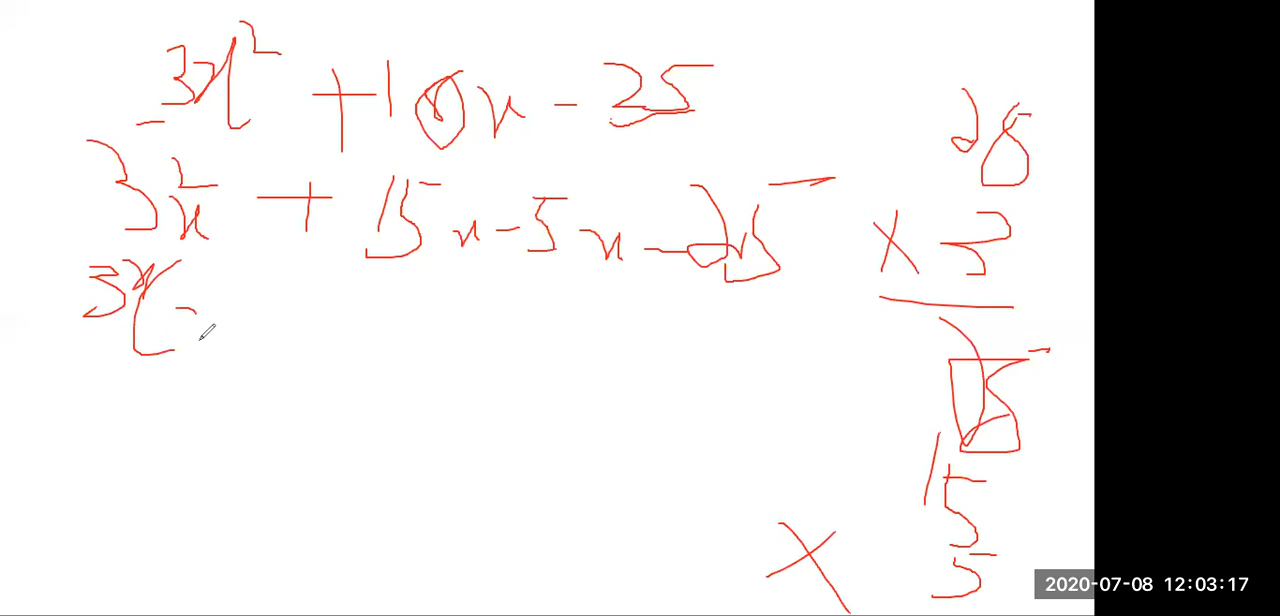 3x² + 10x - 25
3x² + 15x - 5x - 25
3x -
25
× 3
75
15
× 5
2020-07-08 12:03:17